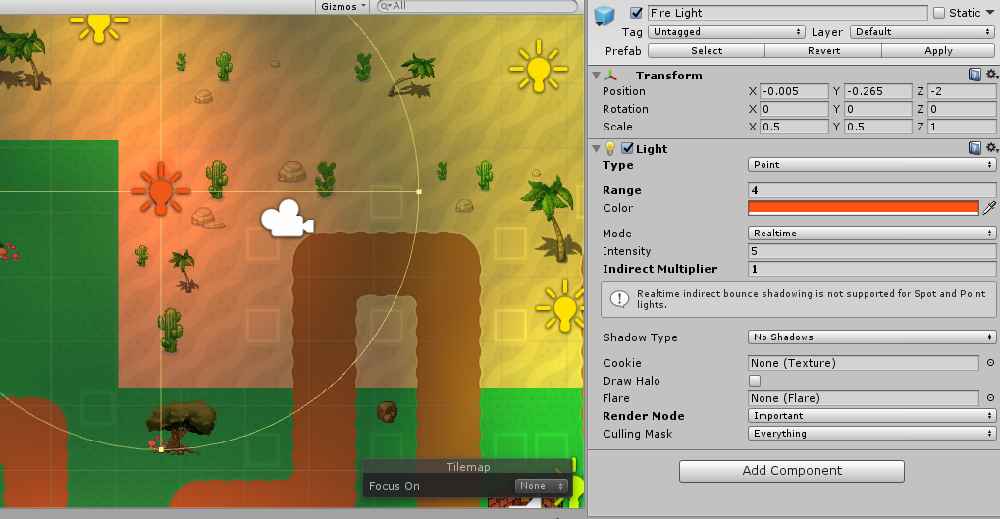 Gizmos All
Tilemap
Focus On None
Fire Light Static
Tag Untagged Layer Default
Prefab Select Revert Apply
Transform
Position X -0.005 Y -0.265 Z -2
Rotation X 0 Y 0 Z 0
Scale X 0.5 Y 0.5 Z 1
Light
Type Point
Range 4
Color
Mode Realtime
Intensity 5
Indirect Multiplier 1
Realtime indirect bounce shadowing is not supported for Spot and Point
lights.
Shadow Type No Shadows
Cookie None (Texture)
Draw Halo
Flare None (Flare)
Render Mode Important
Culling Mask Everything
Add Component